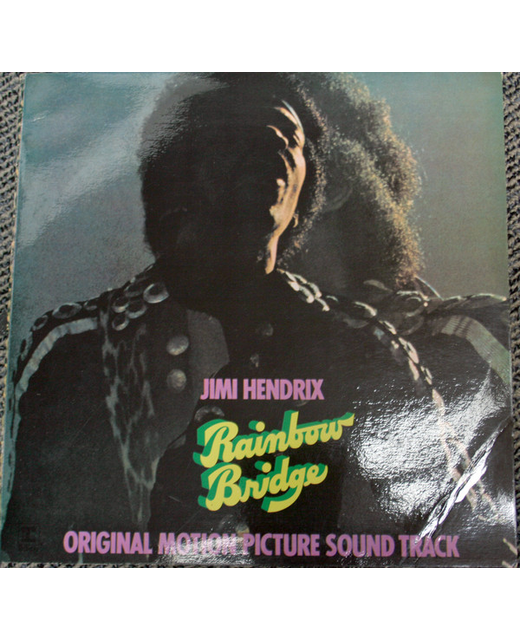 JIMI HENDRIX
Rainbow
Bridge
ORIGINAL MOTION PICTURE SOUND TRACK